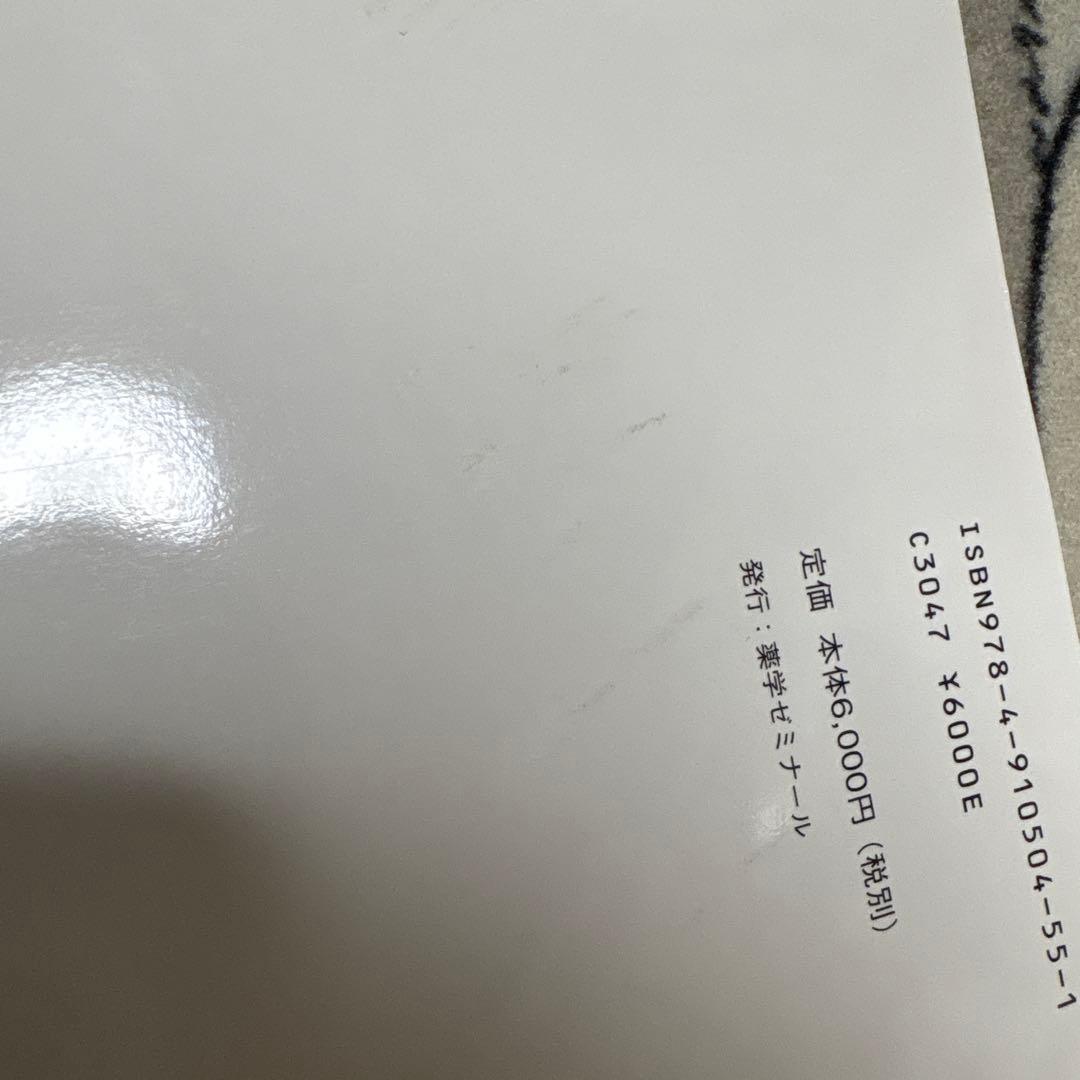 ISBN978-4-910504-55-1
C3047 ¥6000E
定価 本体6,000円（税別）
発行：薬学ゼミナール